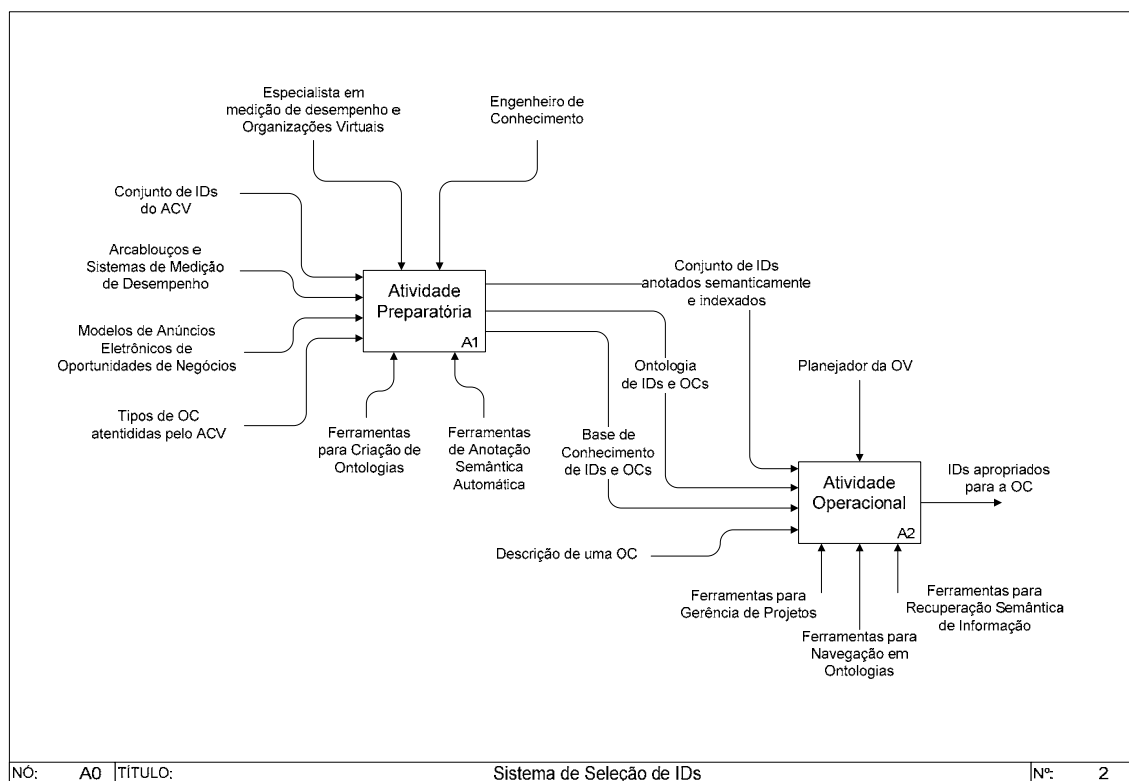 Especialista em
medição de desempenho e
Organizações Virtuais
Engenheiro de
Conhecimento
Conjunto de IDs
do ACV
Arcablouços e
Sistemas de Medição
de Desempenho
Modelos de Anúncios
Eletrônicos de
Oportunidades de Negócios
Tipos de OC
atentididas pelo ACV
Atividade
Preparatória
A1
Ferramentas
para Criação de
Ontologias
Ferramentas
de Anotação
Semântica
Automática
Conjunto de IDs
anotados semanticamente
e indexados
Ontologia
de IDs e OCs
Base de
Conhecimento
de IDs e OCs
Planejador da OV
Descrição de uma OC
Atividade
Operacional
A2
IDs apropriados
para a OC
Ferramentas para
Gerência de Projetos
Ferramentas para
Navegação em
Ontologias
Ferramentas para
Recuperação Semântica
de Informação
NÓ: A0 TÍTULO: Sistema de Seleção de IDs Nº: 2